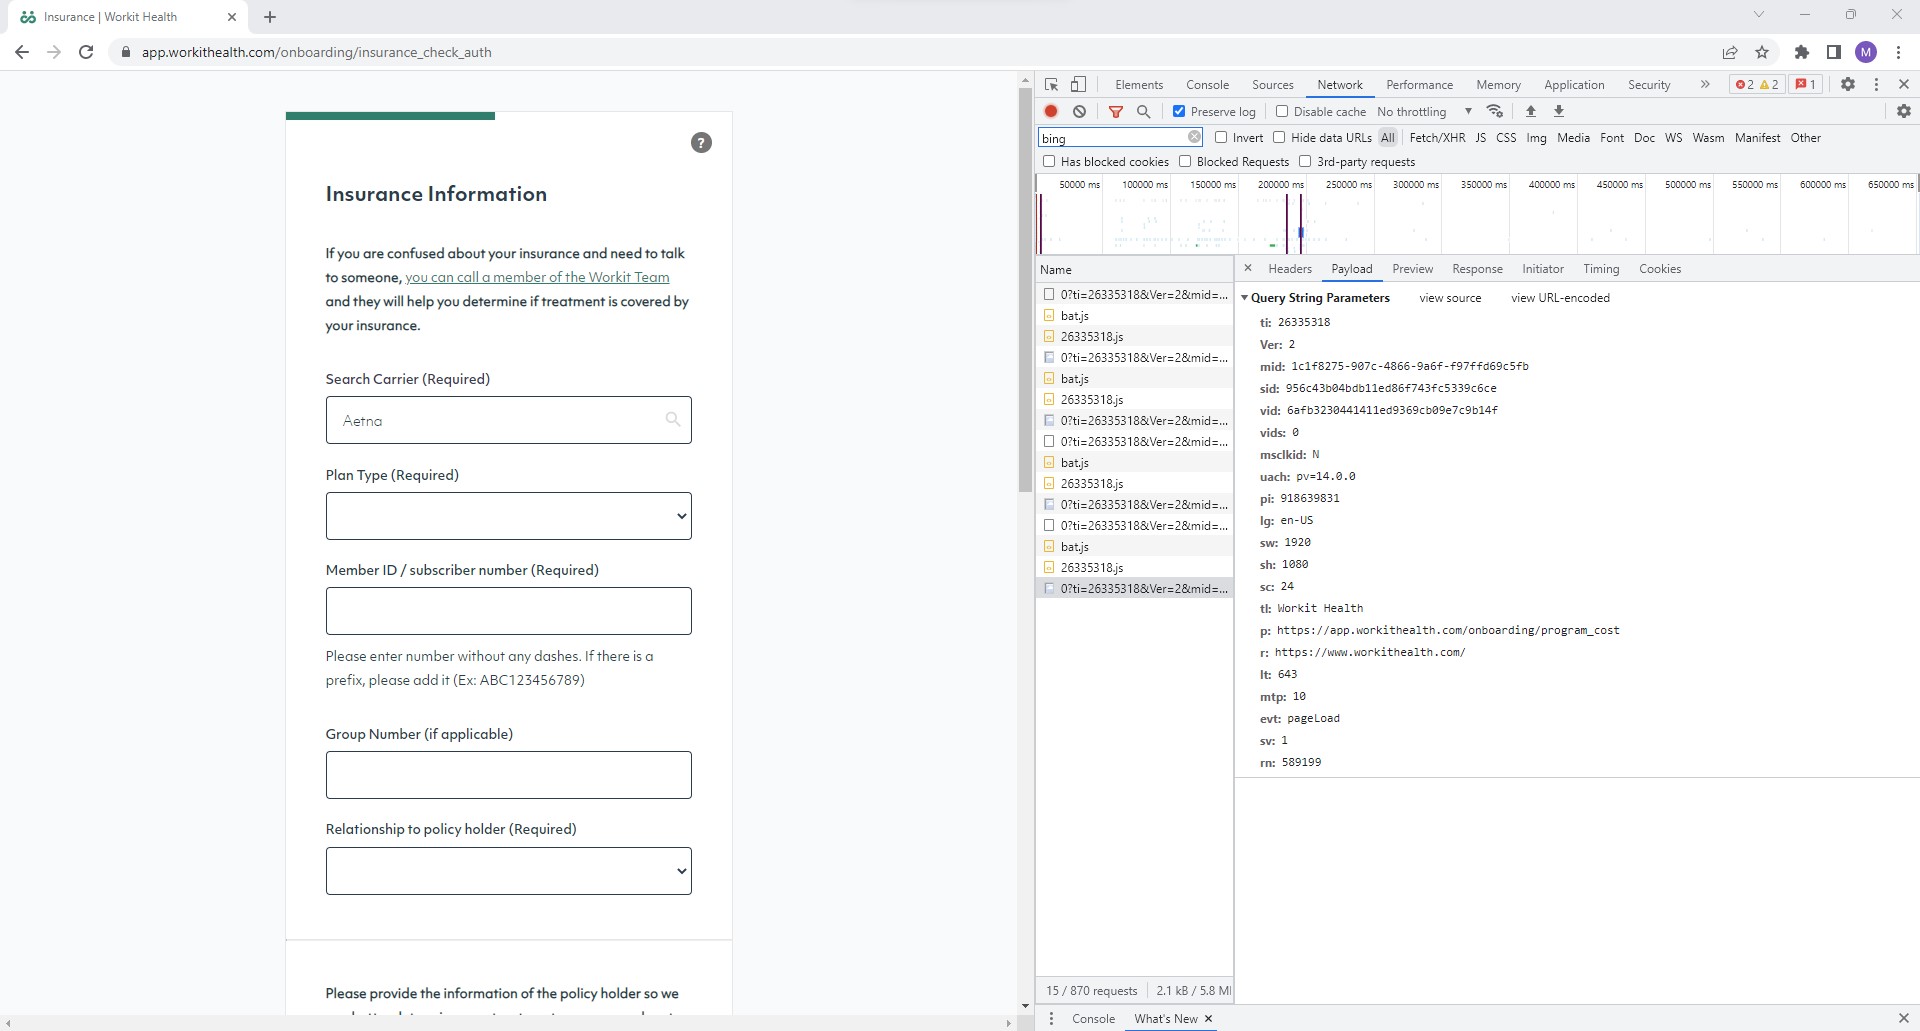 Insurance | Workit Health
app.workithealth.com/onboarding/insurance_check_auth
M
?
Insurance Information
If you are confused about your insurance and need to talk
to someone, you can call a member of the Workit Team
and they will help you determine if treatment is covered by
your insurance.
Search Carrier (Required)
Aetna
Plan Type (Required)
Member ID / subscriber number (Required)
Please enter number without any dashes. If there is a
prefix, please add it (Ex: ABC123456789)
Group Number (if applicable)
Relationship to policy holder (Required)
Please provide the information of the policy holder so we
Elements Console Sources Network Performance Memory Application Security 2 2 1
Preserve log Disable cache No throttling
bing Invert Hide data URLs All Fetch/XHR JS CSS Img Media Font Doc WS Wasm Manifest Other
Has blocked cookies Blocked Requests 3rd-party requests
50000 ms 100000 ms 150000 ms 200000 ms 250000 ms 300000 ms 350000 ms 400000 ms 450000 ms 500000 ms 550000 ms 600000 ms 650000 ms
Name
0?ti=26335318&Ver=2&mid=...
bat.js
26335318.js
0?ti=26335318&Ver=2&mid=...
bat.js
26335318.js
0?ti=26335318&Ver=2&mid=...
0?ti=26335318&Ver=2&mid=...
bat.js
26335318.js
0?ti=26335318&Ver=2&mid=...
0?ti=26335318&Ver=2&mid=...
bat.js
26335318.js
0?ti=26335318&Ver=2&mid=...
Headers Payload Preview Response Initiator Timing Cookies
Query String Parameters view source view URL-encoded
ti: 26335318
Ver: 2
mid: 1c1f8275-907c-4866-9a6f-f97ffd69c5fb
sid: 956c43b04bdb11ed86f743fc5339c6ce
vid: 6afb3230441411ed9369cb09e7c9b14f
vids: 0
msclkid: N
uach: pv=14.0.0
pi: 918639831
lg: en-US
sw: 1920
sh: 1080
sc: 24
tl: Workit Health
p: https://app.workithealth.com/onboarding/program_cost
r: https://www.workithealth.com/
lt: 643
mtp: 10
evt: pageLoad
sv: 1
rn: 589199
15 / 870 requests 2.1 kB / 5.8 M
Console What's New